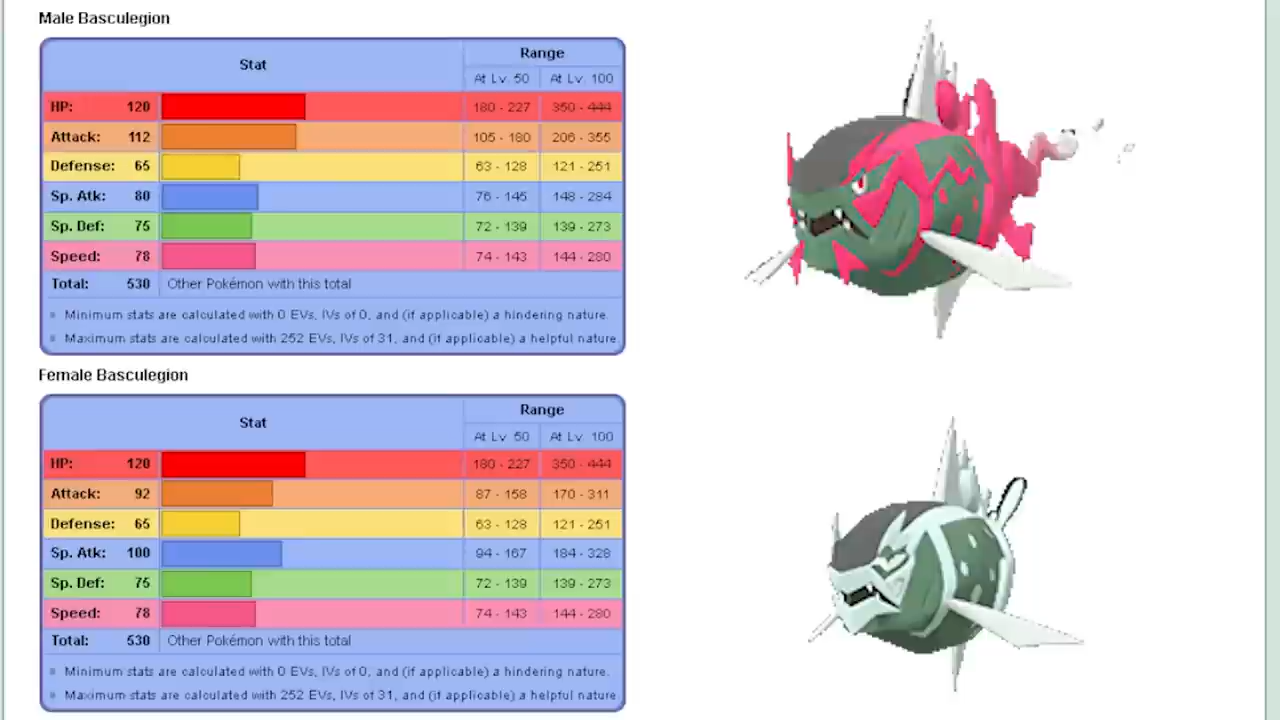 Male Basculegion
Stat Range
At Lv. 50 At Lv. 100
HP: 120 180 - 227 350 - 444
Attack: 112 105 - 180 206 - 355
Defense: 65 63 - 128 121 - 251
Sp. Atk: 80 76 - 145 148 - 284
Sp. Def: 75 72 - 139 139 - 273
Speed: 78 74 - 143 144 - 280
Total: 530 Other Pokémon with this total
Minimum stats are calculated with 0 EVs, IVs of 0, and (if applicable) a hindering nature.
Maximum stats are calculated with 252 EVs, IVs of 31, and (if applicable) a helpful nature.
Female Basculegion
Stat Range
At Lv. 50 At Lv. 100
HP: 120 180 - 227 350 - 444
Attack: 92 87 - 158 170 - 311
Defense: 65 63 - 128 121 - 251
Sp. Atk: 100 94 - 167 184 - 328
Sp. Def: 75 72 - 139 139 - 273
Speed: 78 74 - 143 144 - 280
Total: 530 Other Pokémon with this total
Minimum stats are calculated with 0 EVs, IVs of 0, and (if applicable) a hindering nature.
Maximum stats are calculated with 252 EVs, IVs of 31, and (if applicable) a helpful nature